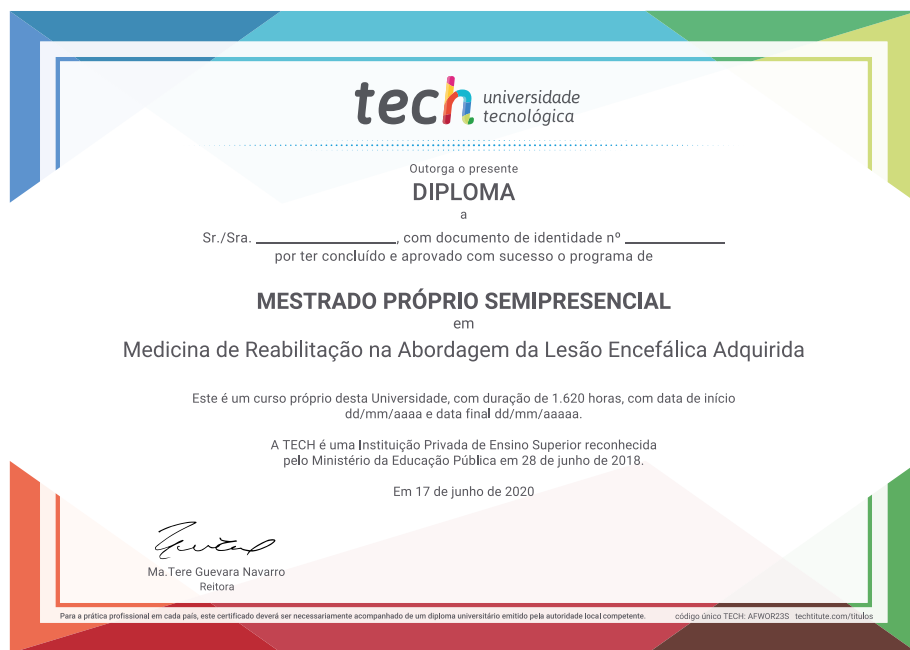 tech universidade
tecnológica
Outorga o presente
DIPLOMA
a
Sr./Sra. ____________________, com documento de identidade nº ______________
por ter concluído e aprovado com sucesso o programa de
MESTRADO PRÓPRIO SEMIPRESENCIAL
em
Medicina de Reabilitação na Abordagem da Lesão Encefálica Adquirida
Este é um curso próprio desta Universidade, com duração de 1.620 horas, com data de início
dd/mm/aaaa e data final dd/mm/aaaaa.
A TECH é uma Instituição Privada de Ensino Superior reconhecida
pelo Ministério da Educação Pública em 28 de junho de 2018.
Em 17 de junho de 2020
Ma.Tere Guevara Navarro
Reitora
Para a prática profissional em cada país, este certificado deverá ser necessariamente acompanhado de um diploma universitário emitido pela autoridade local competente. código único TECH: AFWOR23S techtitute.com/titulos